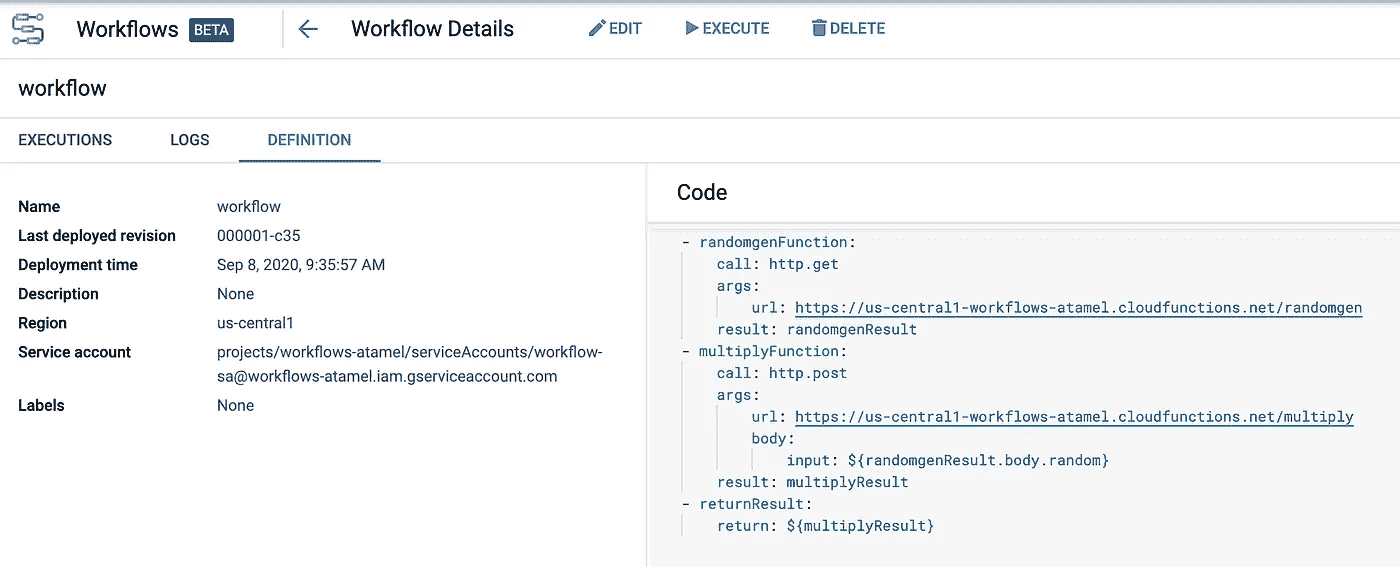 Workflows BETA ← Workflow Details EDIT EXECUTE DELETE
workflow
EXECUTIONS LOGS DEFINITION
Name workflow
Last deployed revision 000001-c35
Deployment time Sep 8, 2020, 9:35:57 AM
Description None
Region us-central1
Service account projects/workflows-atamel/serviceAccounts/workflow-
sa@workflows-atamel.iam.gserviceaccount.com
Labels None
Code
- randomgenFunction:
call: http.get
args:
url: https://us-central1-workflows-atamel.cloudfunctions.net/randomgen
result: randomgenResult
- multiplyFunction:
call: http.post
args:
url: https://us-central1-workflows-atamel.cloudfunctions.net/multiply
body:
input: ${randomgenResult.body.random}
result: multiplyResult
- returnResult:
return: ${multiplyResult}